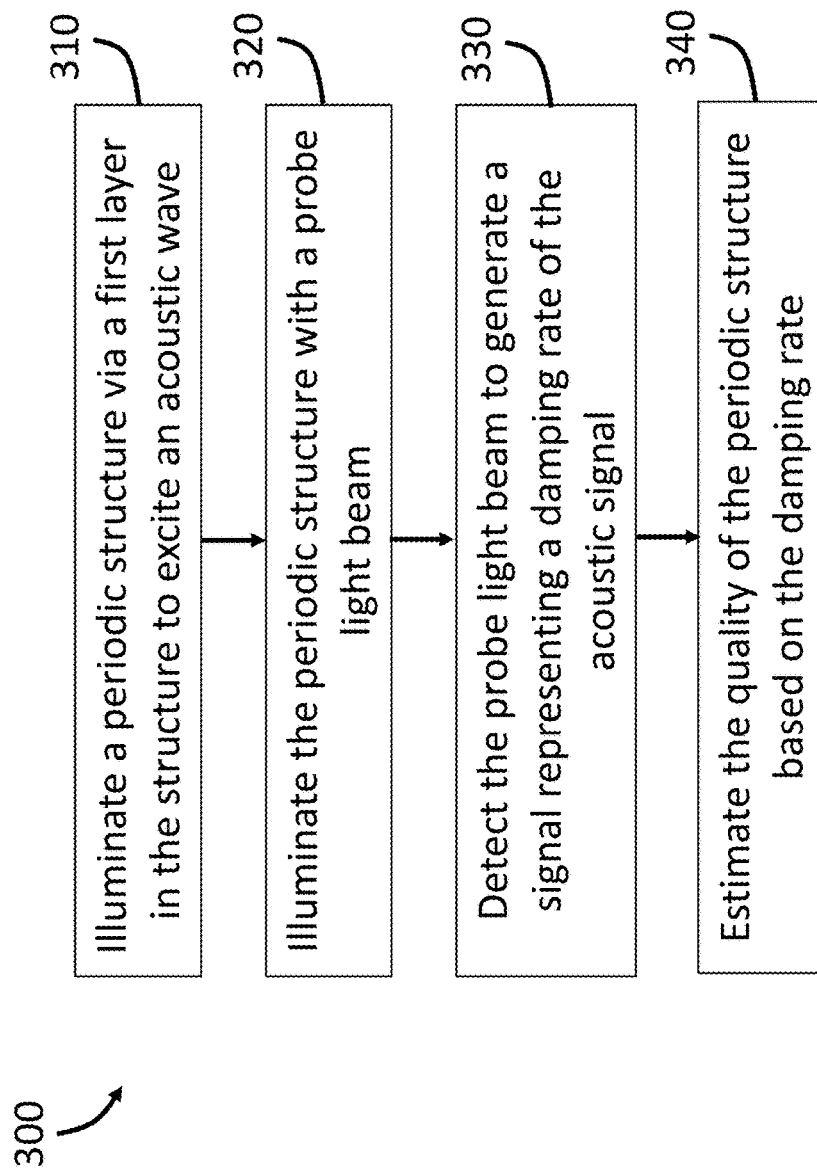 300
310
Illuminate a periodic structure via a first layer
in the structure to excite an acoustic wave
320
Illuminate the periodic structure with a probe
light beam
330
Detect the probe light beam to generate a
signal representing a damping rate of the
acoustic signal
340
Estimate the quality of the periodic structure
based on the damping rate